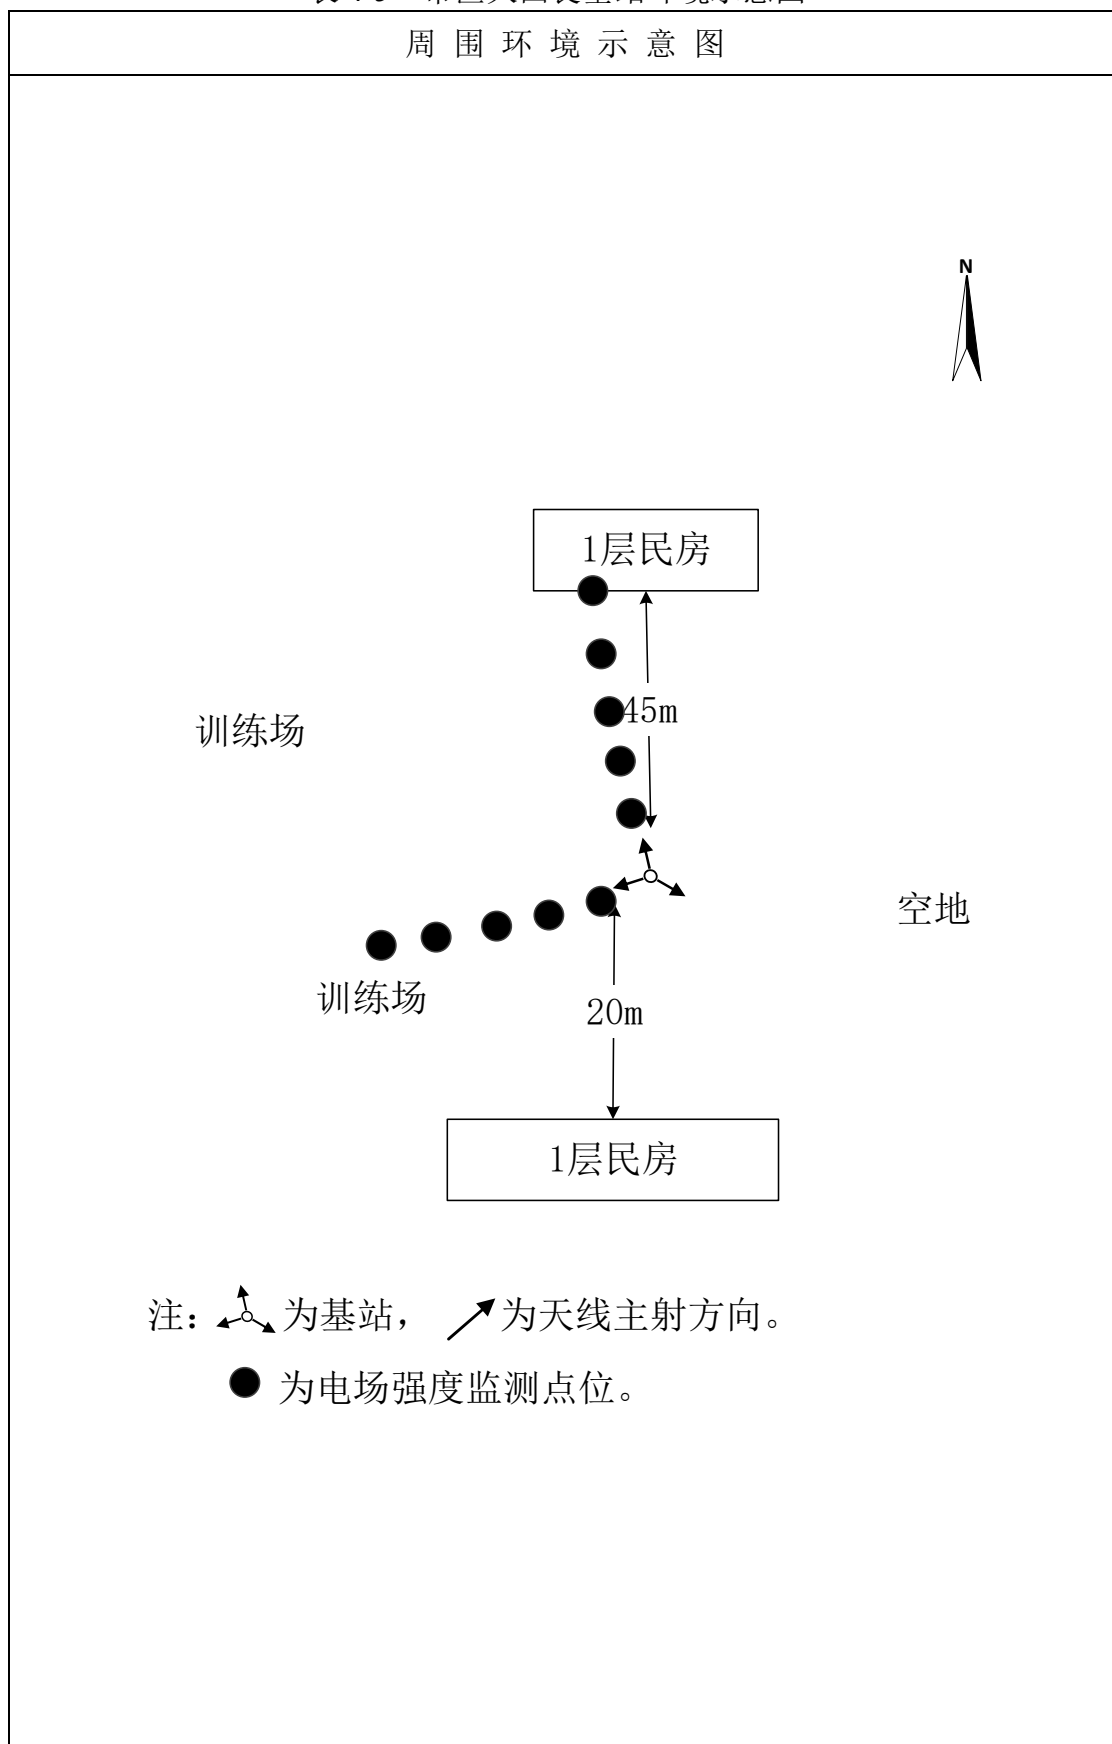 周围环境示意图
N
1层民房
45m
训练场
空地
训练场
20m
1层民房
注： 为基站， 为天线主射方向。
为电场强度监测点位。